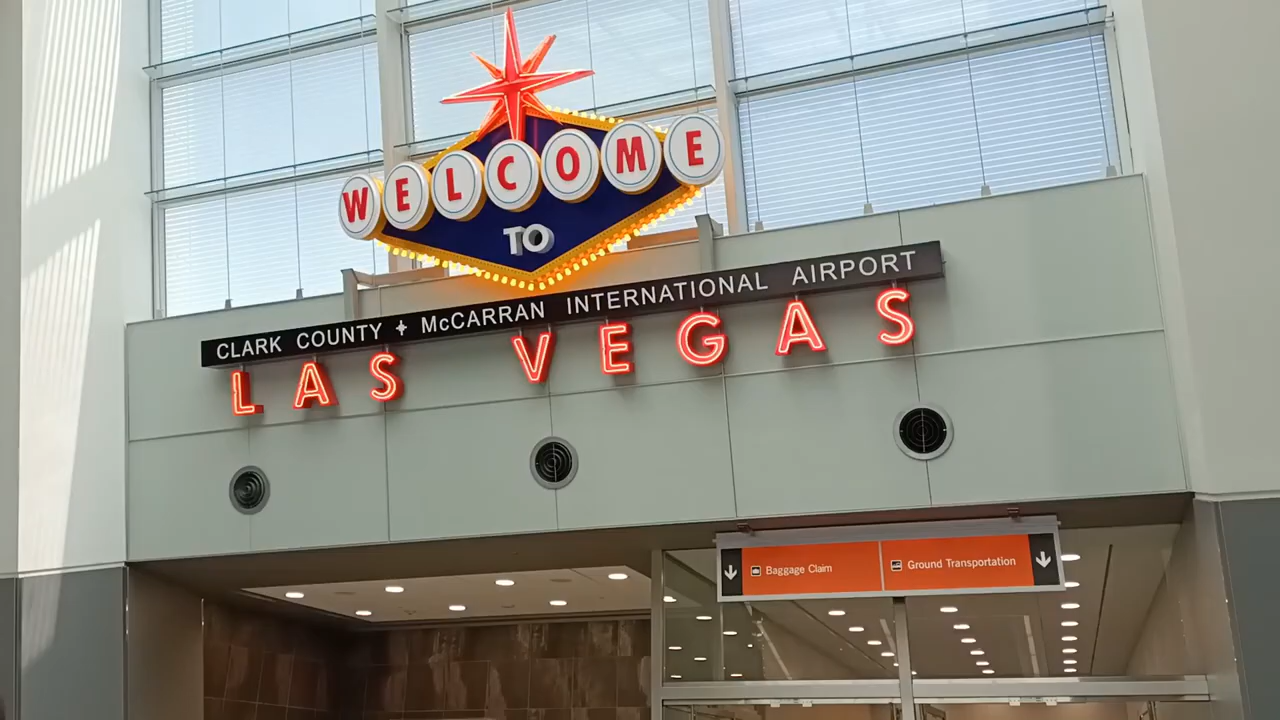 WELCOME
TO
CLARK COUNTY McCARRAN INTERNATIONAL AIRPORT
LAS VEGAS
Baggage Claim
Ground Transportation